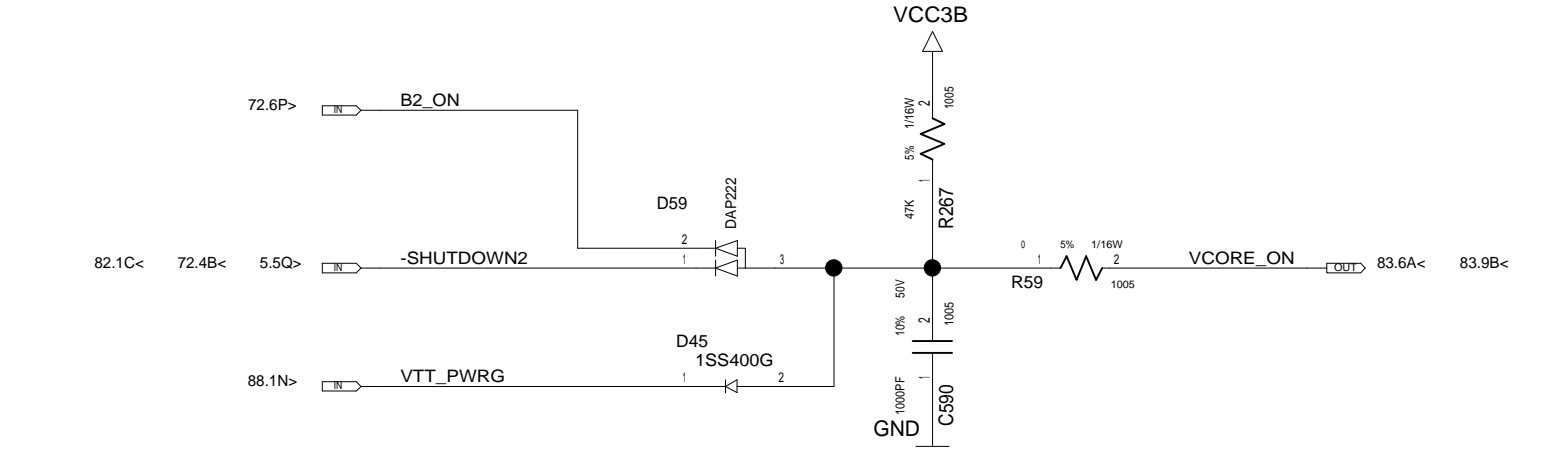 VCC3B
72.6P>
IN
B2_ON
1/16W
2
1005
5%
1
47K
R267
D59
DAP222
2
82.1C<
72.4B<
5.5Q>
IN
-SHUTDOWN2
1
3
0
5%
1/16W
1
2
R59
1005
VCORE_ON
OUT
83.6A<
83.9B<
50V
10%
2
1005
D45
1SS400G
88.1N>
IN
VTT_PWRG
1
2
1000PF
1
C590
GND